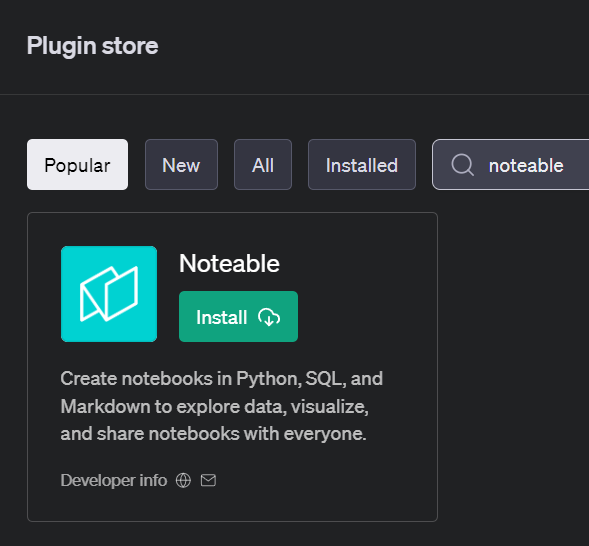 Plugin store
Popular
New
All
Installed
noteable
Noteable
Install
Create notebooks in Python, SQL, and
Markdown to explore data, visualize,
and share notebooks with everyone.
Developer info